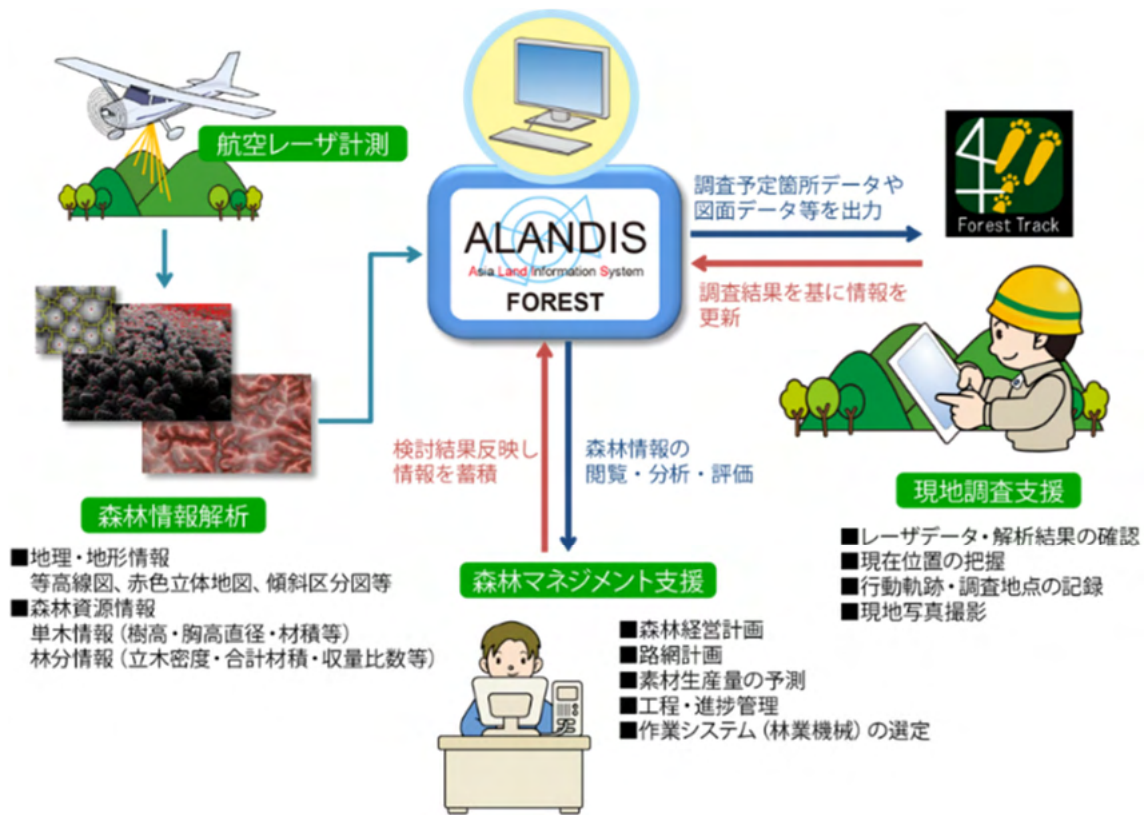 航空レーザ計測
ALANDIS
Asia Land Information System
FOREST
調査予定箇所データや
図面データ等を出力
Forest Track
調査結果を基に情報を
更新
検討結果反映し
情報を蓄積
森林情報の
閲覧・分析・評価
森林情報解析
■地理・地形情報
等高線図、赤色立体地図、傾斜区分図等
■森林資源情報
単木情報(樹高・胸高直径・材積等)
林分情報(立木密度・合計材積・収量比数等)
現地調査支援
■レーザデータ・解析結果の確認
■現在位置の把握
■行動軌跡・調査地点の記録
■現地写真撮影
森林マネジメント支援
■森林経営計画
■路網計画
■素材生産量の予測
■工程・進捗管理
■作業システム(林業機械)の選定